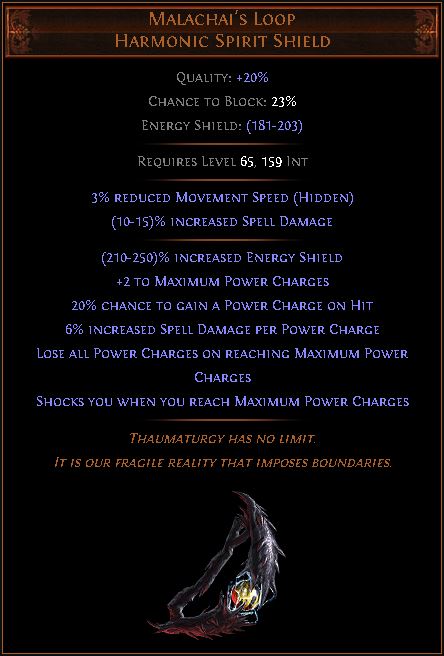 Malachai's Loop
Harmonic Spirit Shield
Quality: +20%
Chance to Block: 23%
Energy Shield: (181-203)
Requires Level 65, 159 Int
3% reduced Movement Speed (Hidden)
(10-15)% increased Spell Damage
(210-250)% increased Energy Shield
+2 to Maximum Power Charges
20% chance to gain a Power Charge on Hit
6% increased Spell Damage per Power Charge
Lose all Power Charges on reaching Maximum Power
Charges
Shocks you when you reach Maximum Power Charges
Thaumaturgy has no limit.
It is our fragile reality that imposes boundaries.